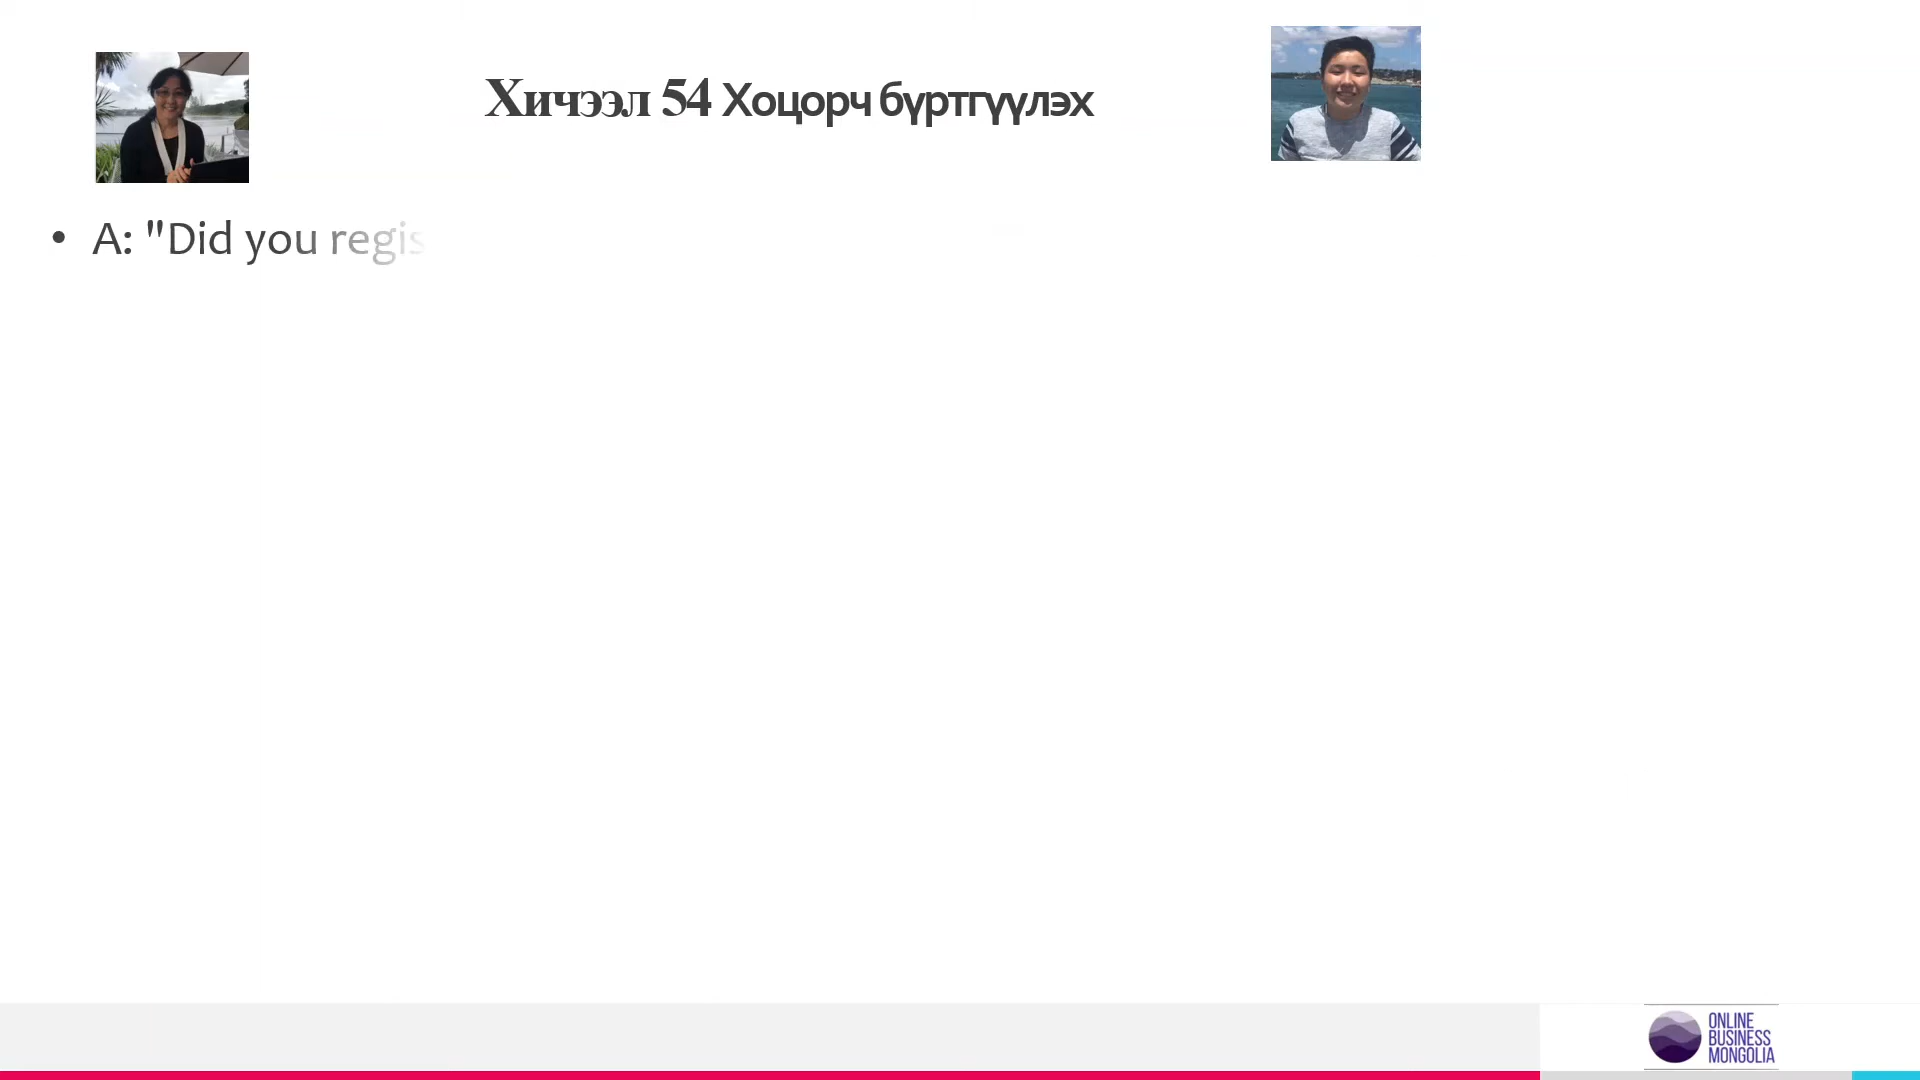 Хичээл 54 Хоцорч бүртгүүлэх
• A: "Did you regis
ONLINE
BUSINESS
MONGOLIA